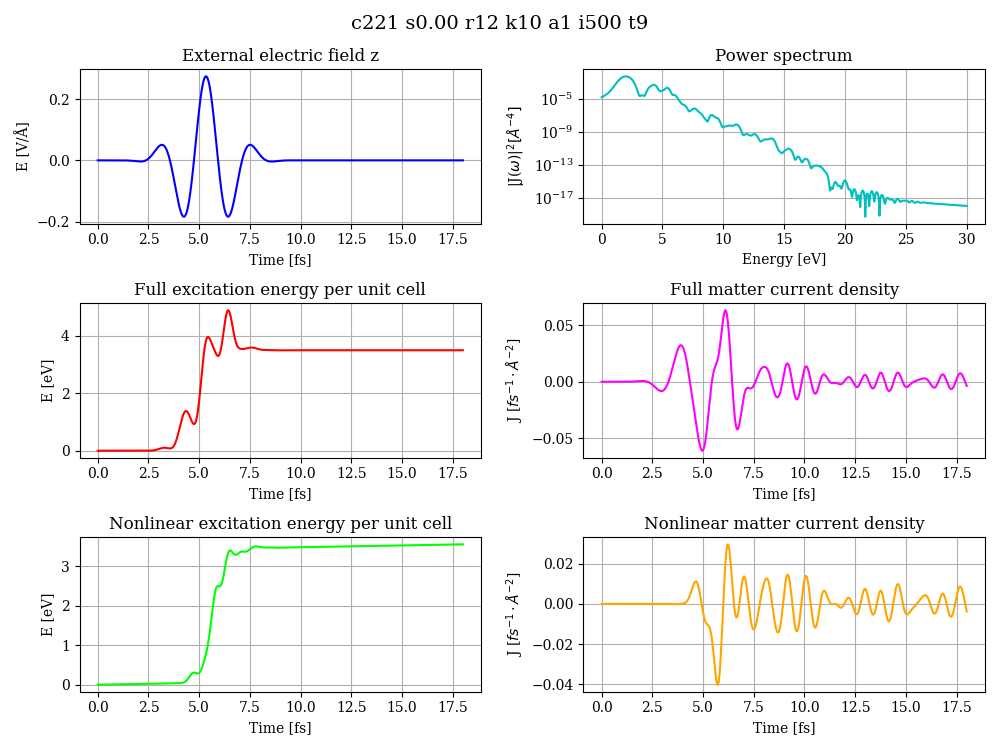 c221 s0.00 r12 k10 a1 i500 t9
External electric field z
E [V/Å]
0.2
0.0
−0.2
0.0 2.5 5.0 7.5 10.0 12.5 15.0 17.5
Time [fs]
Power spectrum
|J(ω)|²[Å⁻⁴]
10⁻⁵
10⁻⁹
10⁻¹³
10⁻¹⁷
0 5 10 15 20 25 30
Energy [eV]
Full excitation energy per unit cell
E [eV]
4
2
0
0.0 2.5 5.0 7.5 10.0 12.5 15.0 17.5
Time [fs]
Full matter current density
J [fs⁻¹ · Å⁻²]
0.05
0.00
−0.05
0.0 2.5 5.0 7.5 10.0 12.5 15.0 17.5
Time [fs]
Nonlinear excitation energy per unit cell
E [eV]
3
2
1
0
0.0 2.5 5.0 7.5 10.0 12.5 15.0 17.5
Time [fs]
Nonlinear matter current density
J [fs⁻¹ · Å⁻²]
0.02
0.00
−0.02
−0.04
0.0 2.5 5.0 7.5 10.0 12.5 15.0 17.5
Time [fs]